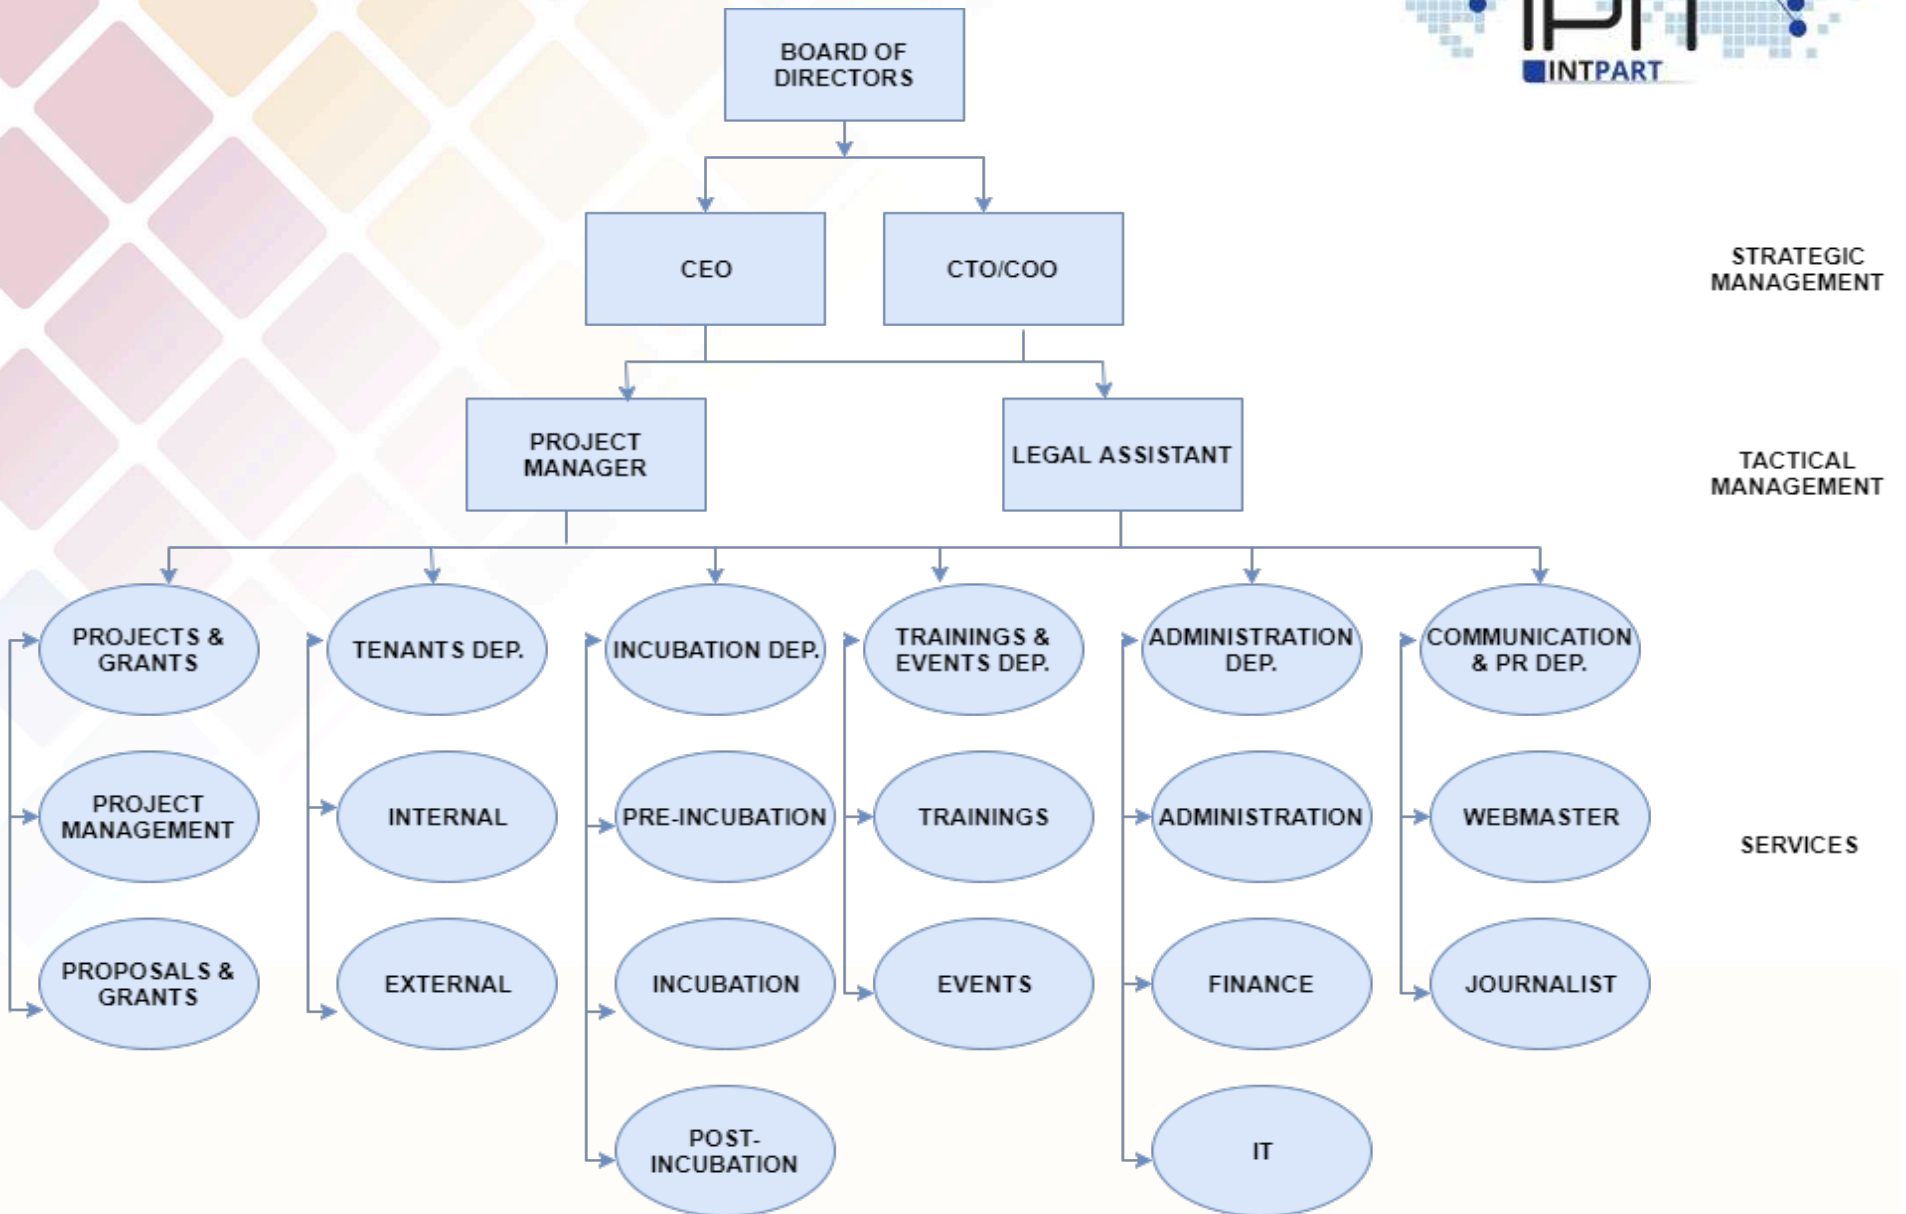 INTPART
BOARD OF
DIRECTORS
CEO
CTO/COO
STRATEGIC
MANAGEMENT
PROJECT
MANAGER
LEGAL ASSISTANT
TACTICAL
MANAGEMENT
PROJECTS &
GRANTS
TENANTS DEP.
INCUBATION DEP.
TRAININGS &
EVENTS DEP.
ADMINISTRATION
DEP.
COMMUNICATION
& PR DEP.
PROJECT
MANAGEMENT
INTERNAL
PRE-INCUBATION
TRAININGS
ADMINISTRATION
WEBMASTER
SERVICES
PROPOSALS &
GRANTS
EXTERNAL
INCUBATION
EVENTS
FINANCE
JOURNALIST
POST-
INCUBATION
IT